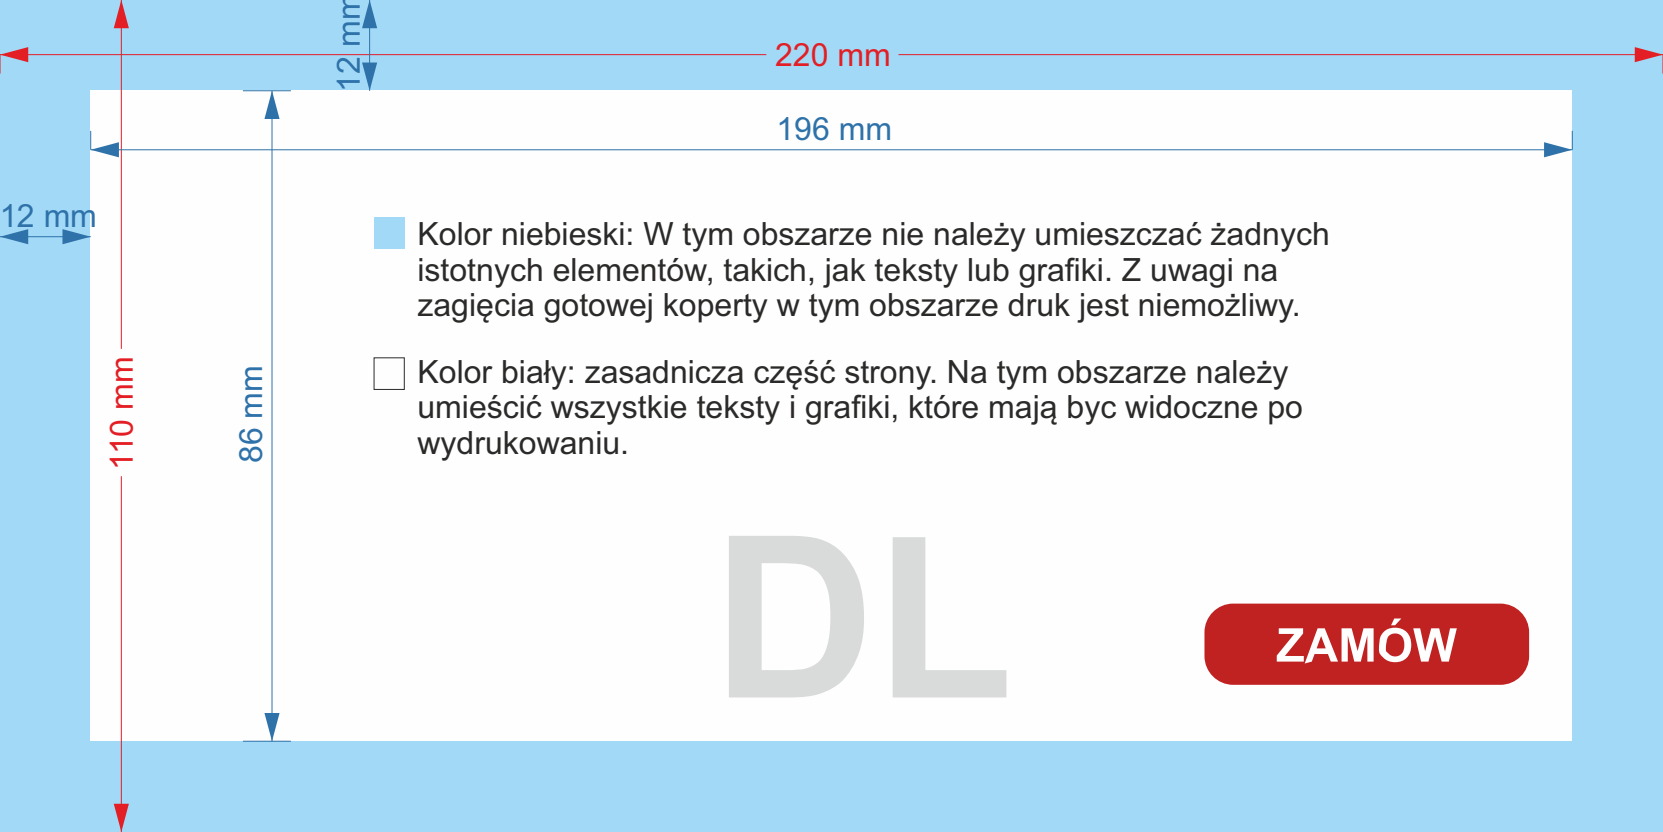 12 mm
220 mm
196 mm
12 mm
Kolor niebieski: W tym obszarze nie należy umieszczać żadnych
istotnych elementów, takich, jak teksty lub grafiki. Z uwagi na
zagięcia gotowej koperty w tym obszarze druk jest niemożliwy.
Kolor biały: zasadnicza część strony. Na tym obszarze należy
umieścić wszystkie teksty i grafiki, które mają byc widoczne po
wydrukowaniu.
110 mm
86 mm
DL
ZAMÓW